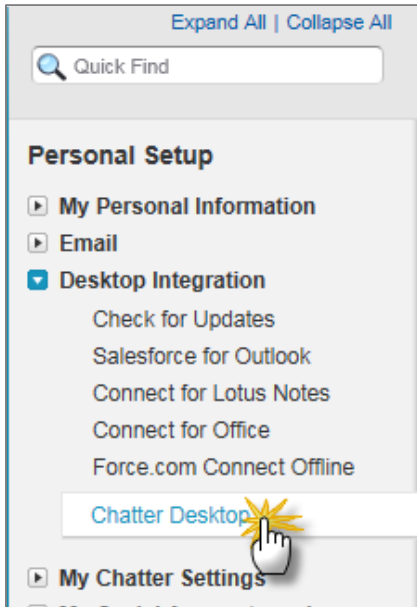 Expand All | Collapse All
Quick Find
Personal Setup
My Personal Information
Email
Desktop Integration
Check for Updates
Salesforce for Outlook
Connect for Lotus Notes
Connect for Office
Force.com Connect Offline
Chatter Desktop
My Chatter Settings